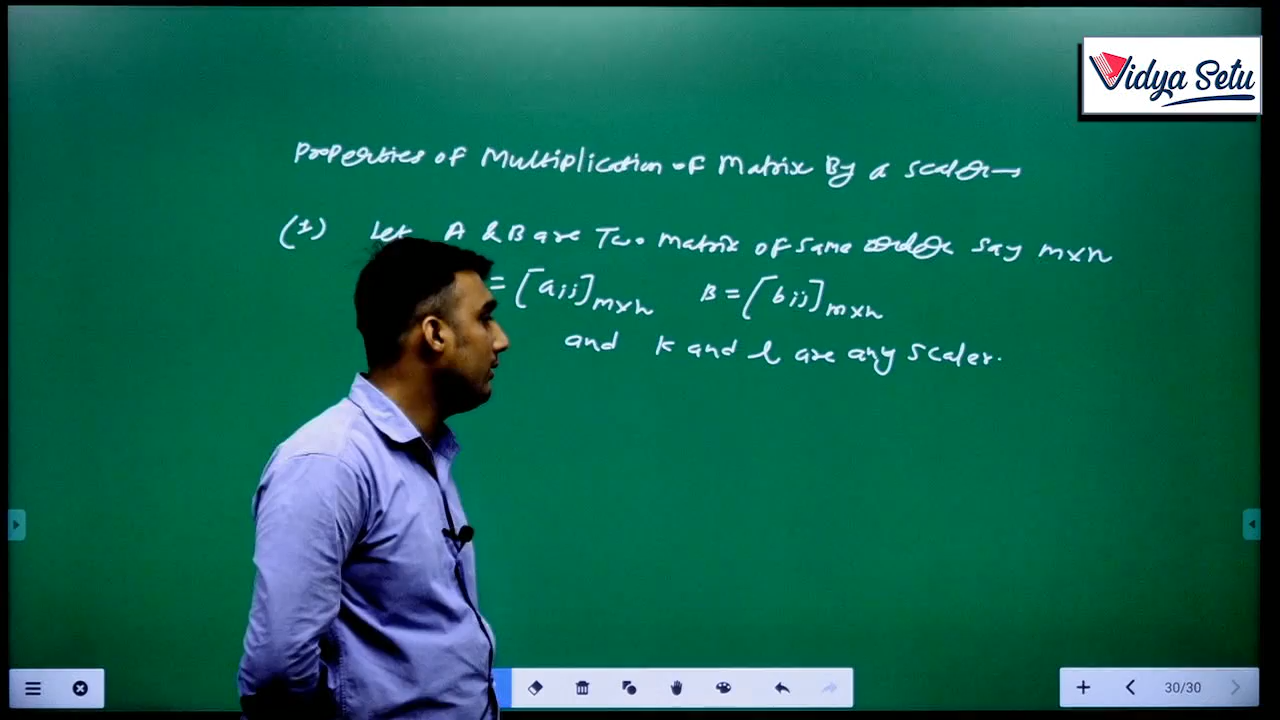 Vidya Setu
Properties of Multiplication of Matrix By a scaler→
(1) Let A & B are Two matrix of same order say m×n
= [aij]m×n B = [bij]m×n
and k and l are any scaler.
30/30